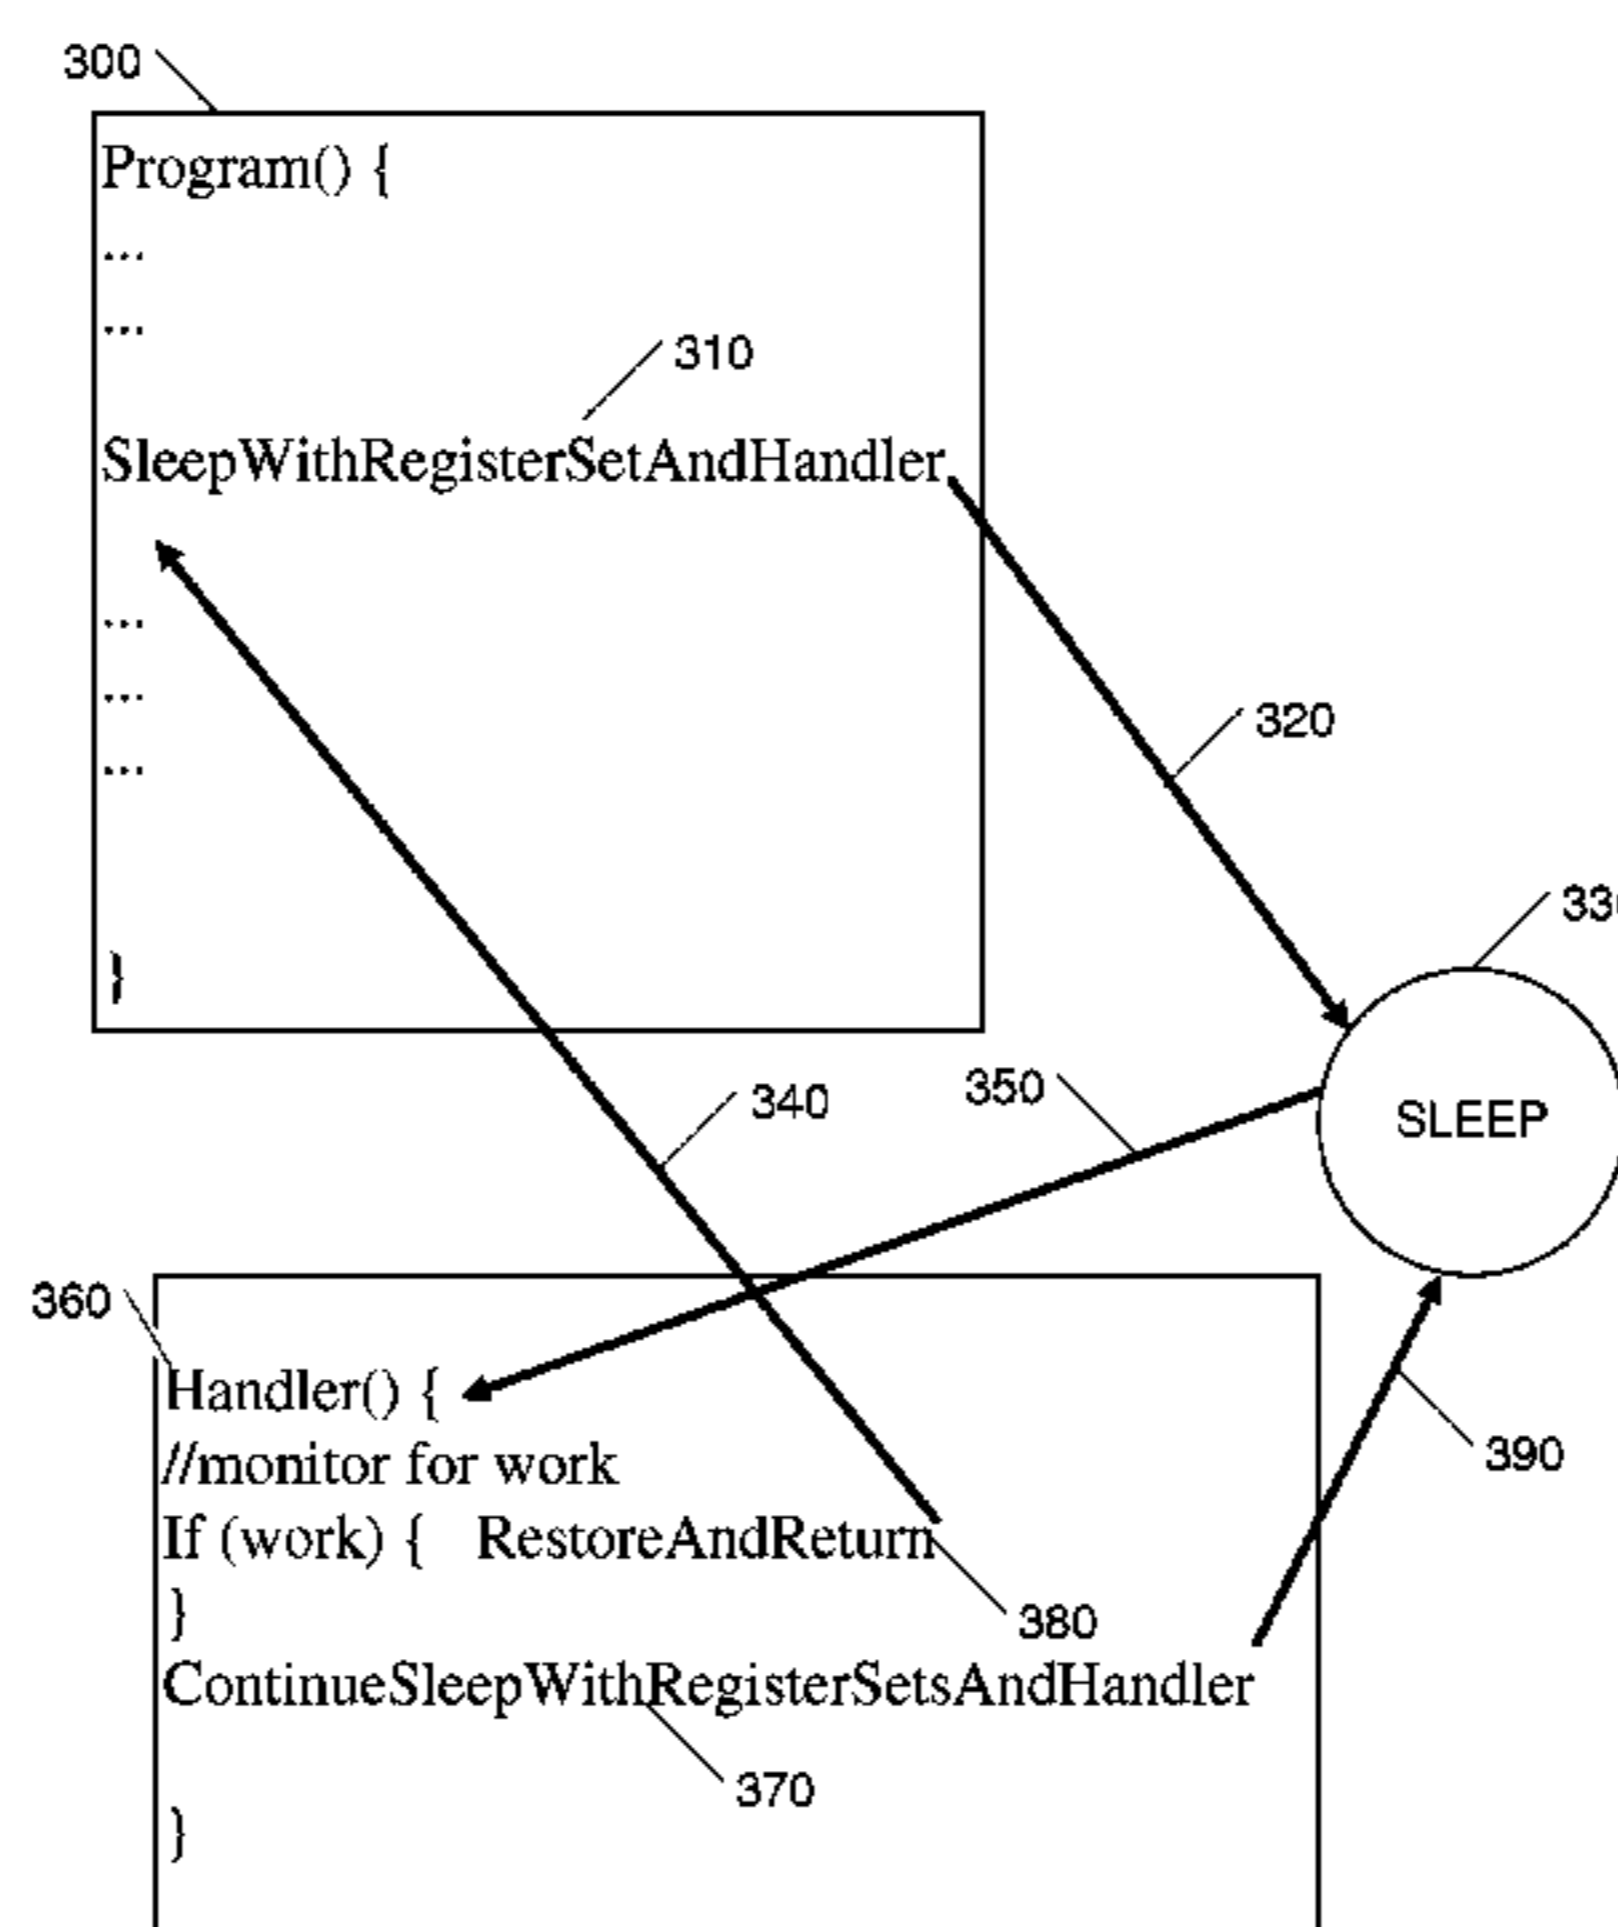 300
Program() {
...
...
310
SleepWithRegisterSetAndHandler
...
...
...
320
}
340
350
SLEEP
360
Handler() {
//monitor for work
If (work) { RestoreAndReturn
390
}
380
ContinueSleepWithRegisterSetsAndHandler
370
}